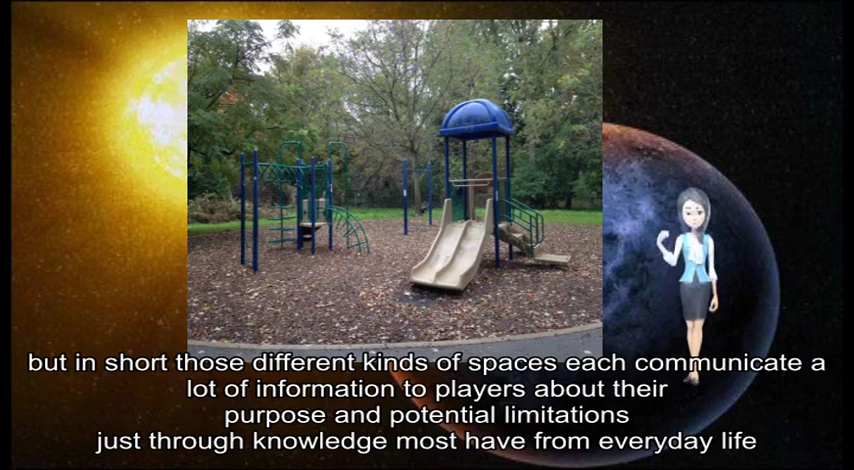 but in short those different kinds of spaces each communicate a
lot of information to players about their
purpose and potential limitations
just through knowledge most have from everyday life